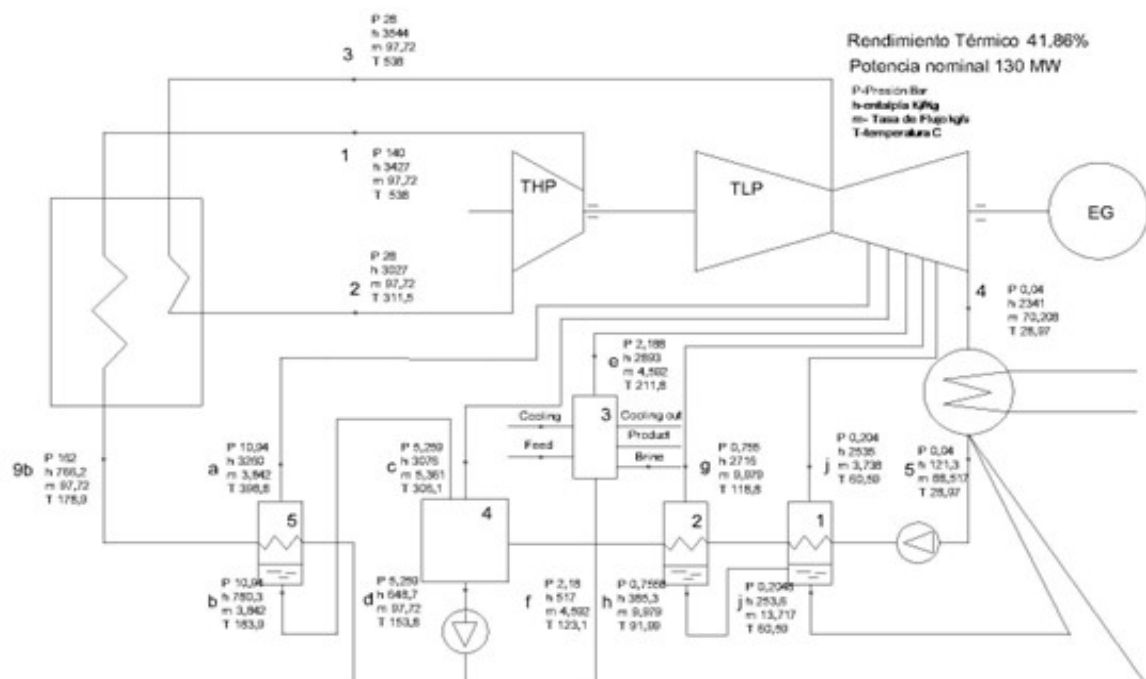 P 28
h 3544
m 97,72
T 538
3
Rendimiento Térmico 41,86%
Potencia nominal 130 MW
P-Presión Bar
h-entalpía Kj/Kg
m- Tasa de Flujo kg/s
T-temperatura C
1
P 140
h 3427
m 97,72
T 538
THP
TLP
EG
2
P 28
h 3027
m 97,72
T 311,5
4
P 0,04
h 2341
m 70,208
T 28,97
e
P 2,188
h 2893
m 4,592
T 211,8
3
Cooling
Cooling out
Feed
Product
Brine
9b
P 162
h 766,2
m 97,72
T 178,9
a
P 10,94
h 3260
m 3,842
T 398,8
c
P 5,259
h 3076
m 5,361
T 305,1
g
P 0,755
h 2716
m 9,979
T 118,8
j
P 0,204
h 2535
m 3,738
T 60,59
5
P 0,04
h 121,3
m 88,517
T 28,97
5
4
2
1
b
P 10,94
h 780,3
m 3,842
T 183,9
d
P 5,259
h 648,7
m 97,72
T 153,8
f
P 2,18
h 517
m 4,592
T 123,1
h
P 0,7558
h 385,3
m 9,979
T 91,99
j
P 0,2048
h 253,6
m 13,717
T 60,59